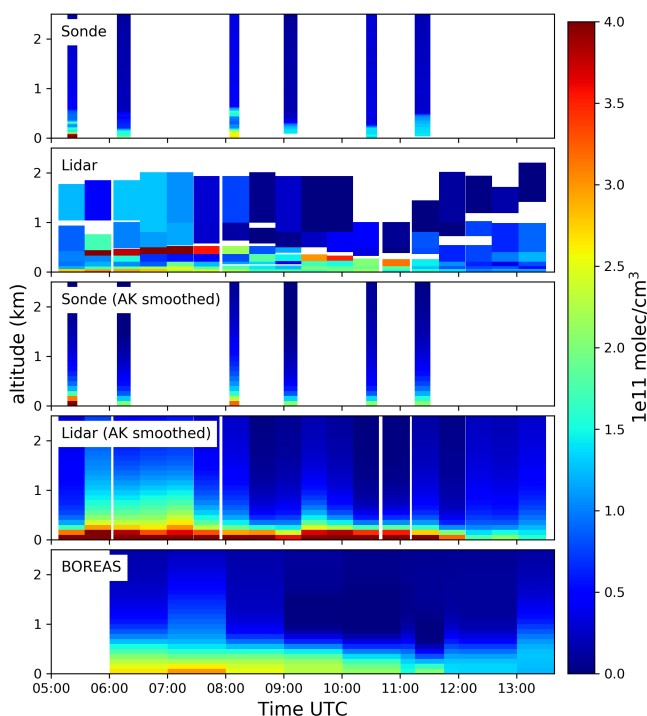 Sonde
2
1
0
Lidar
2
1
0
Sonde (AK smoothed)
2
1
0
Lidar (AK smoothed)
2
1
0
BOREAS
2
1
0
altitude (km)
05:00 06:00 07:00 08:00 09:00 10:00 11:00 12:00 13:00
Time UTC
4.0
3.5
3.0
2.5
2.0
1.5
1.0
0.5
0.0
1e11 molec/cm³